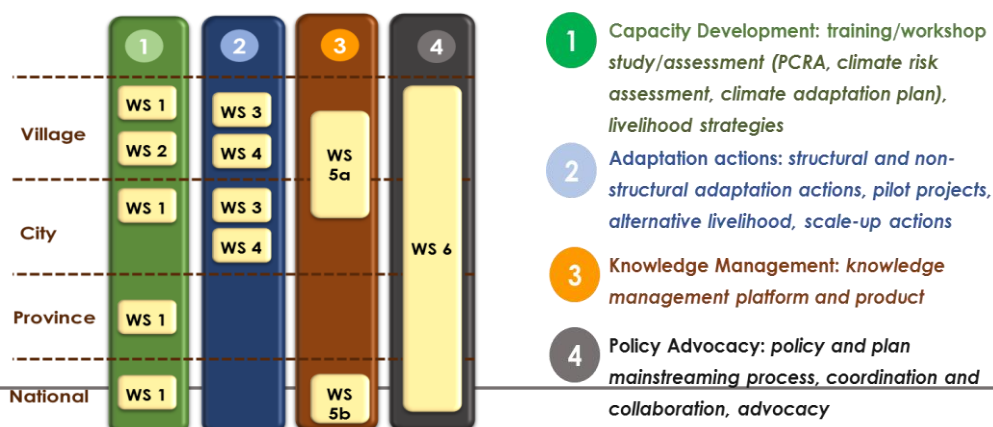 1
2
3
4
Village
City
Province
National
WS 1
WS 2
WS 1
WS 1
WS 1
WS 3
WS 4
WS 3
WS 4
WS
5a
WS
5b
WS 6
1
Capacity Development: training/workshop
study/assessment (PCRA, climate risk
assessment, climate adaptation plan),
livelihood strategies
2
Adaptation actions: structural and non-
structural adaptation actions, pilot projects,
alternative livelihood, scale-up actions
3
Knowledge Management: knowledge
management platform and product
4
Policy Advocacy: policy and plan
mainstreaming process, coordination and
collaboration, advocacy